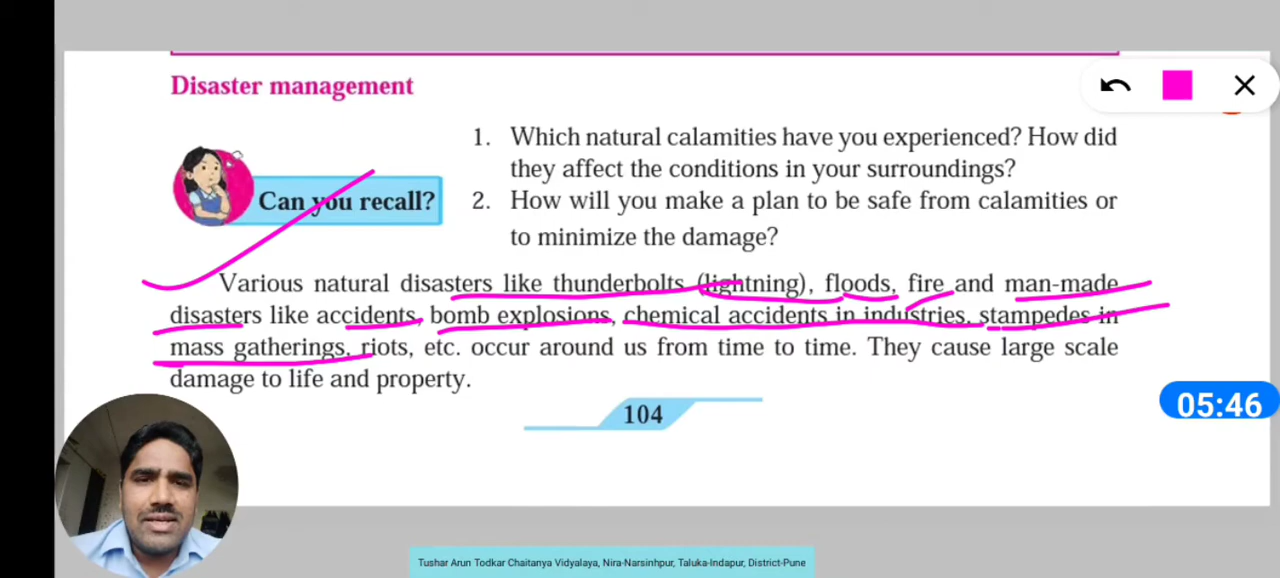 Disaster management
1. Which natural calamities have you experienced? How did
they affect the conditions in your surroundings?
Can you recall?
2. How will you make a plan to be safe from calamities or
to minimize the damage?
Various natural disasters like thunderbolts (lightning), floods, fire and man-made
disasters like accidents, bomb explosions, chemical accidents in industries, stampedes in
mass gatherings, riots, etc. occur around us from time to time. They cause large scale
damage to life and property.
104
05:46
Tushar Arun Todkar Chaitanya Vidyalaya, Nira-Narsinhpur, Taluka-Indapur, District-Pune